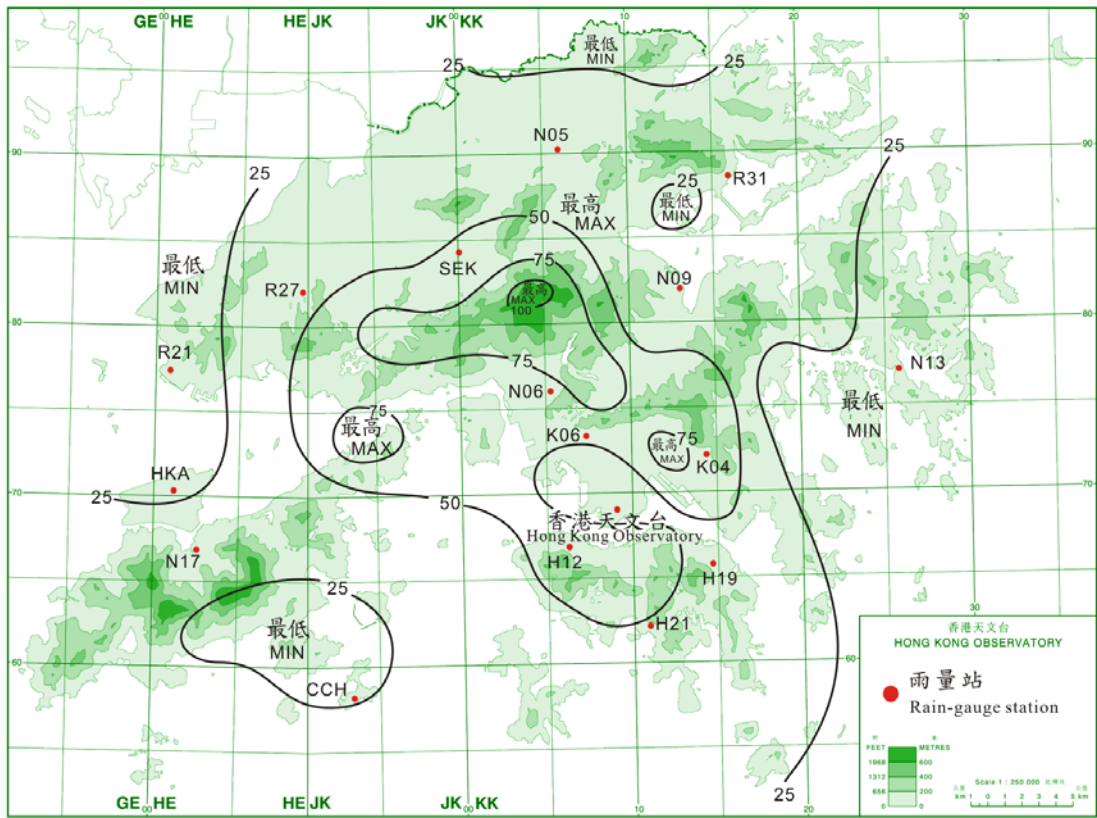 GE HE
HE JK
JK 00 KK
10
20
最低
MIN
25
25
N05
90
90
25
25
R31
25
最低
MIN
最高
MAX
50
SEK
75
最低
MIN
R27
N09
最高
MAX
100
80
80
R21
75
N06
N13
最低
MIN
75
最高
MAX
K06
最高
MAX
75
K04
HKA
25
70
70
50
香港天文台
Hong Kong Observatory
H12
N17
H19
25
30
最低
MIN
H21
60
60
CCH
香港天文台
HONG KONG OBSERVATORY
雨量站
Rain-gauge station
FEET
METRES
1968
600
1312
400
656
200
0
0
Scale 1 : 250 000
km 1 0 1 2 3 4 5 km
25
GE 00 HE
HE JK
JK 00 KK
10
20